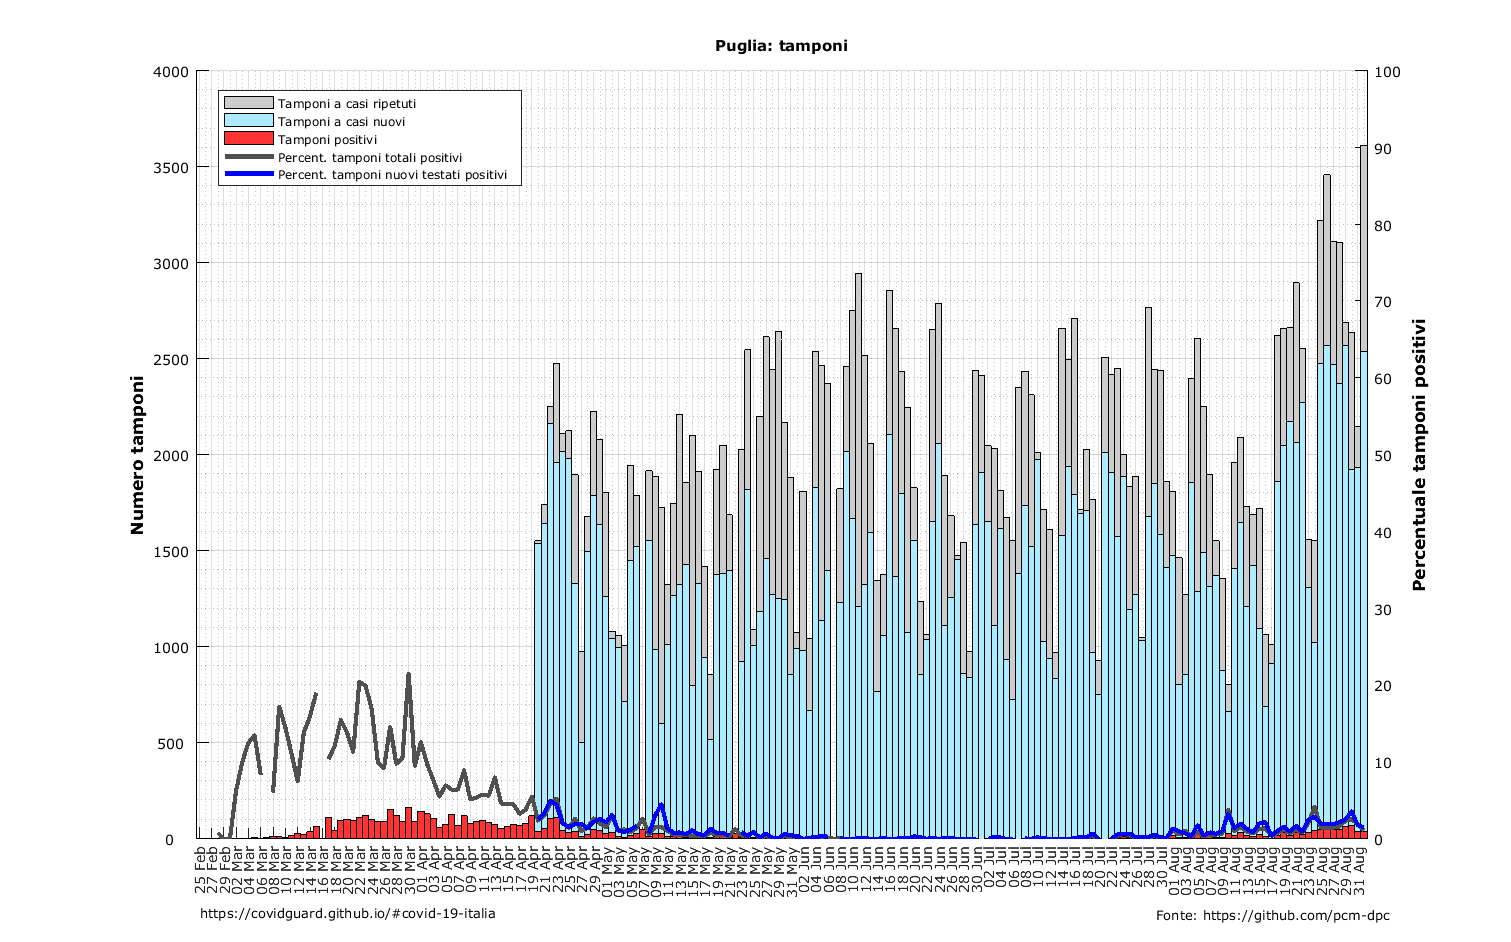 Puglia: tamponi
4000
3500
3000
2500
2000
1500
1000
500
0
Numero tamponi
Tamponi a casi ripetuti
Tamponi a casi nuovi
Tamponi positivi
Percent. tamponi totali positivi
Percent. tamponi nuovi testati positivi
100
90
80
70
60
50
40
30
20
10
0
Percentuale tamponi positivi
25 Feb
27 Feb
29 Feb
02 Mar
04 Mar
06 Mar
08 Mar
10 Mar
12 Mar
14 Mar
16 Mar
18 Mar
20 Mar
22 Mar
24 Mar
26 Mar
28 Mar
30 Mar
01 Apr
03 Apr
05 Apr
07 Apr
09 Apr
11 Apr
13 Apr
15 Apr
17 Apr
19 Apr
21 Apr
23 Apr
25 Apr
27 Apr
29 Apr
01 May
03 May
05 May
07 May
09 May
11 May
13 May
15 May
17 May
19 May
21 May
23 May
25 May
27 May
29 May
31 May
02 Jun
04 Jun
06 Jun
08 Jun
10 Jun
12 Jun
14 Jun
16 Jun
18 Jun
20 Jun
22 Jun
24 Jun
26 Jun
28 Jun
30 Jun
02 Jul
04 Jul
06 Jul
08 Jul
10 Jul
12 Jul
14 Jul
16 Jul
18 Jul
20 Jul
22 Jul
24 Jul
26 Jul
28 Jul
30 Jul
01 Aug
03 Aug
05 Aug
07 Aug
09 Aug
11 Aug
13 Aug
15 Aug
17 Aug
19 Aug
21 Aug
23 Aug
25 Aug
27 Aug
29 Aug
31 Aug
https://covidguard.github.io/#covid-19-italia
Fonte: https://github.com/pcm-dpc